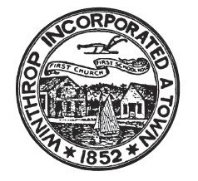 WINTHROP INCORPORATED A TOWN
FIRST CHURCH
FIRST SCHOOL HO
★ 1852 ★